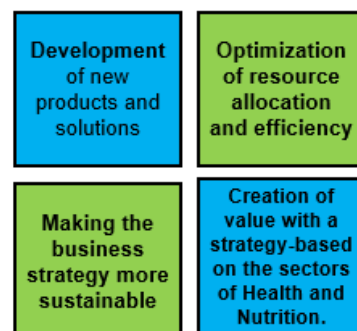 Development
of new
products and
solutions
Optimization
of resource
allocation
and efficiency
Making the
business
strategy more
sustainable
Creation of
value with a
strategy-based
on the sectors
of Health and
Nutrition.